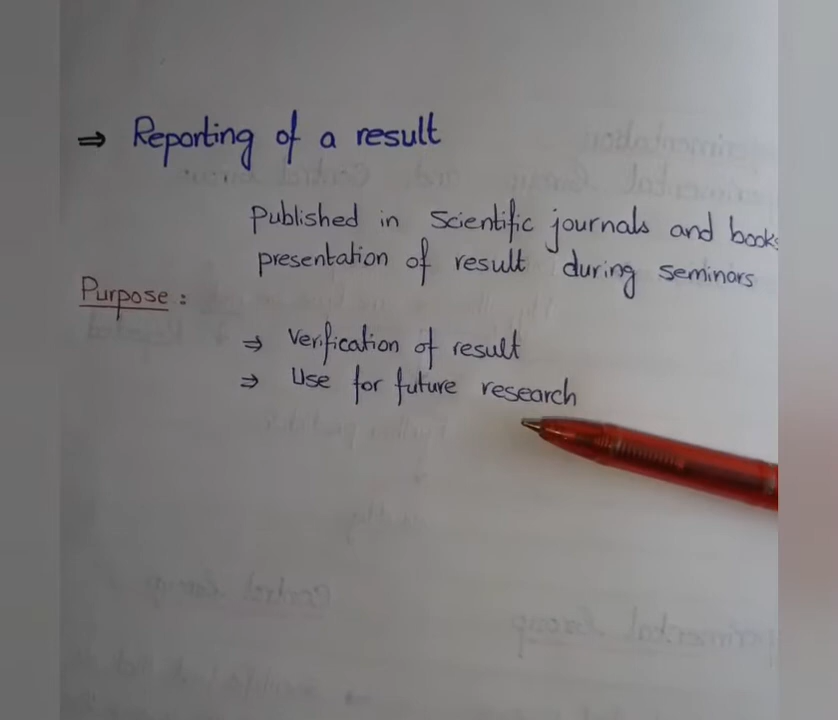 ⇒ Reporting of a result
Published in scientific journals and books
presentation of result during seminars
Purpose :
⇒ Verification of result
⇒ Use for future research